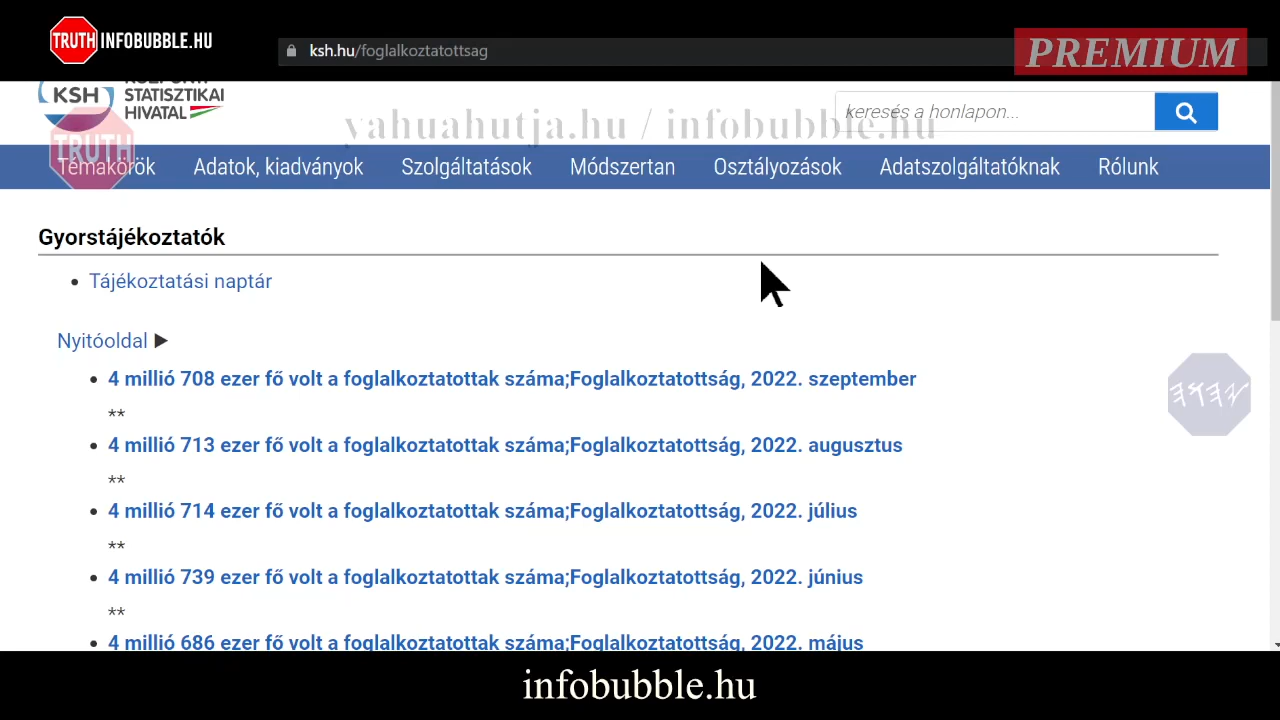 TRUTH INFOBUBBLE.HU
ksh.hu/foglalkoztatottsag
PREMIUM
KÖZPONTI
KSH STATISZTIKAI
HIVATAL
yahuahutja.hu / infobubble.hu
keresés a honlapon...
TRUTH
Témakörök Adatok, kiadványok Szolgáltatások Módszertan Osztályozások Adatszolgáltatóknak Rólunk
Gyorstájékoztatók
• Tájékoztatási naptár
Nyitóoldal ▶
• 4 millió 708 ezer fő volt a foglalkoztatottak száma;Foglalkoztatottság, 2022. szeptember
**
• 4 millió 713 ezer fő volt a foglalkoztatottak száma;Foglalkoztatottság, 2022. augusztus
**
• 4 millió 714 ezer fő volt a foglalkoztatottak száma;Foglalkoztatottság, 2022. július
**
• 4 millió 739 ezer fő volt a foglalkoztatottak száma;Foglalkoztatottság, 2022. június
**
• 4 millió 686 ezer fő volt a foglalkoztatottak száma;Foglalkoztatottság, 2022. május
infobubble.hu